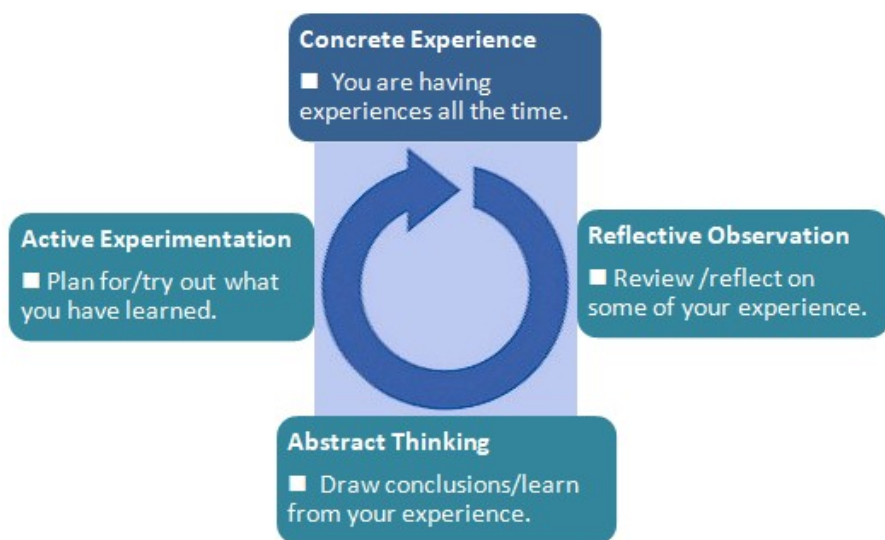 Concrete Experience
■ You are having
experiences all the time.
Active Experimentation
■ Plan for/try out what
you have learned.
Reflective Observation
■ Review /reflect on
some of your experience.
Abstract Thinking
■ Draw conclusions/learn
from your experience.